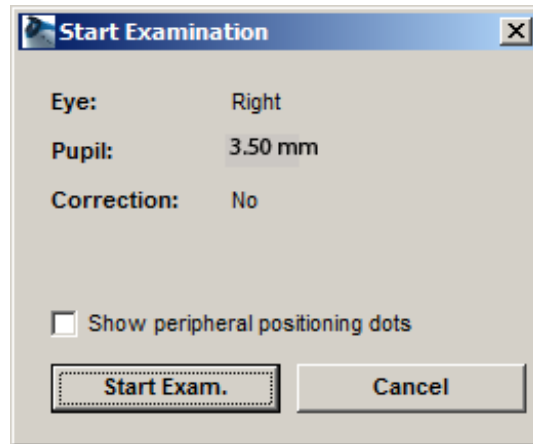 Start Examination
Eye: Right
Pupil: 3.50 mm
Correction: No
Show peripheral positioning dots
Start Exam. Cancel